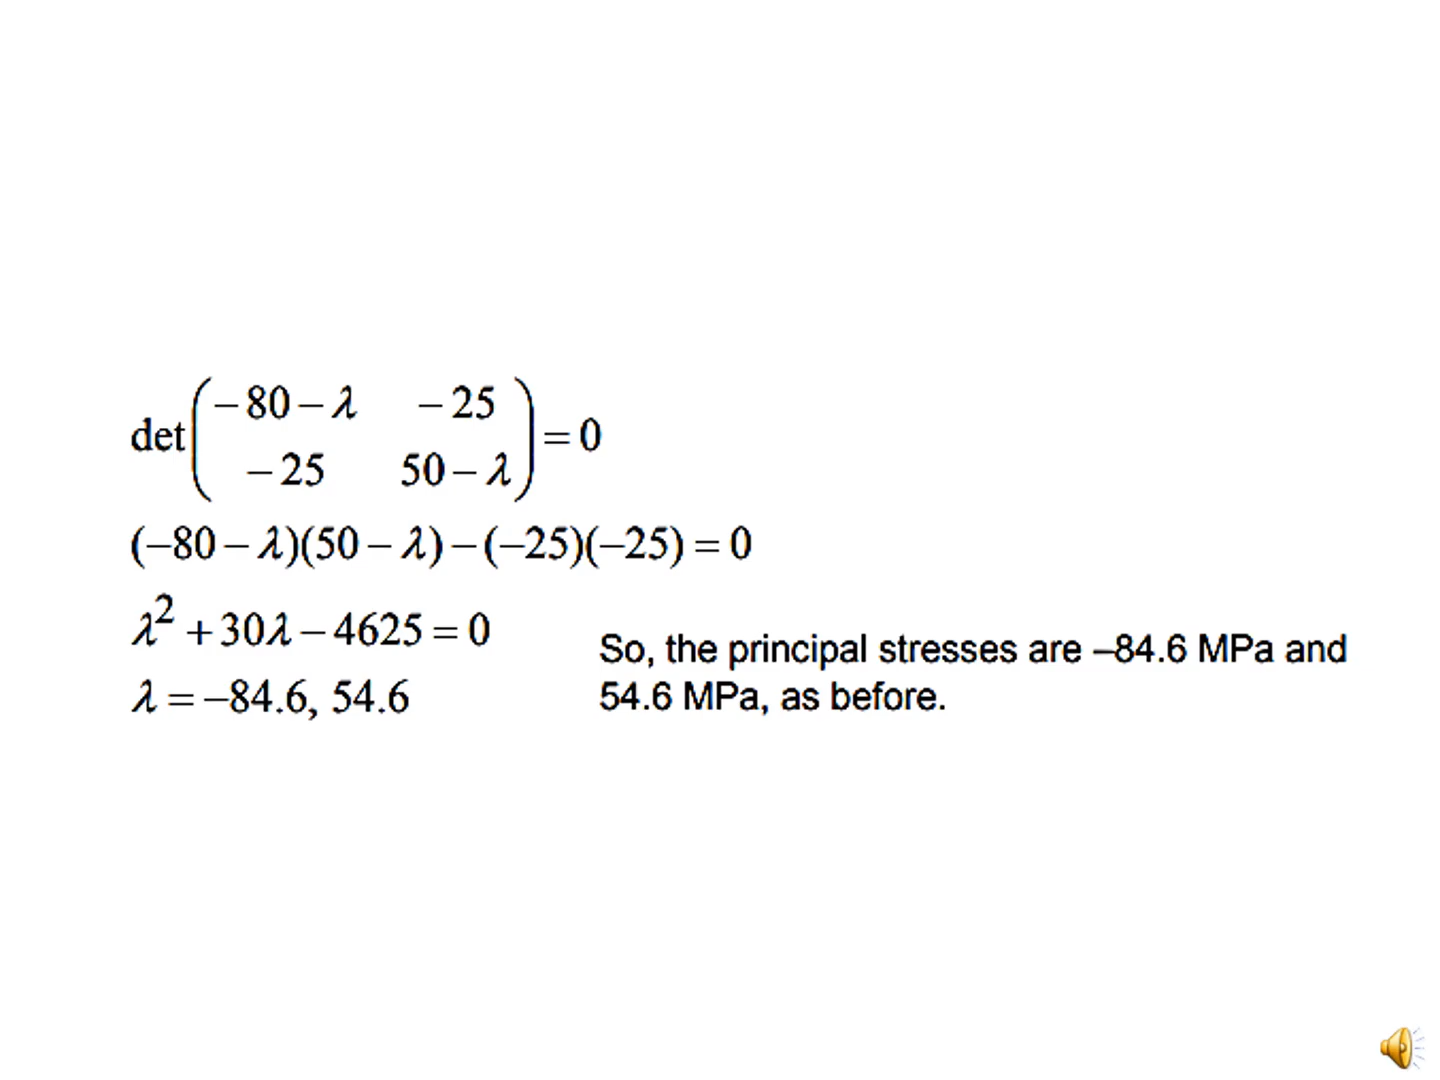 det(−80−λ −25
−25 50−λ)=0
(−80−λ)(50−λ)−(−25)(−25)=0
λ²+30λ−4625=0
λ=−84.6, 54.6
So, the principal stresses are –84.6 MPa and
54.6 MPa, as before.